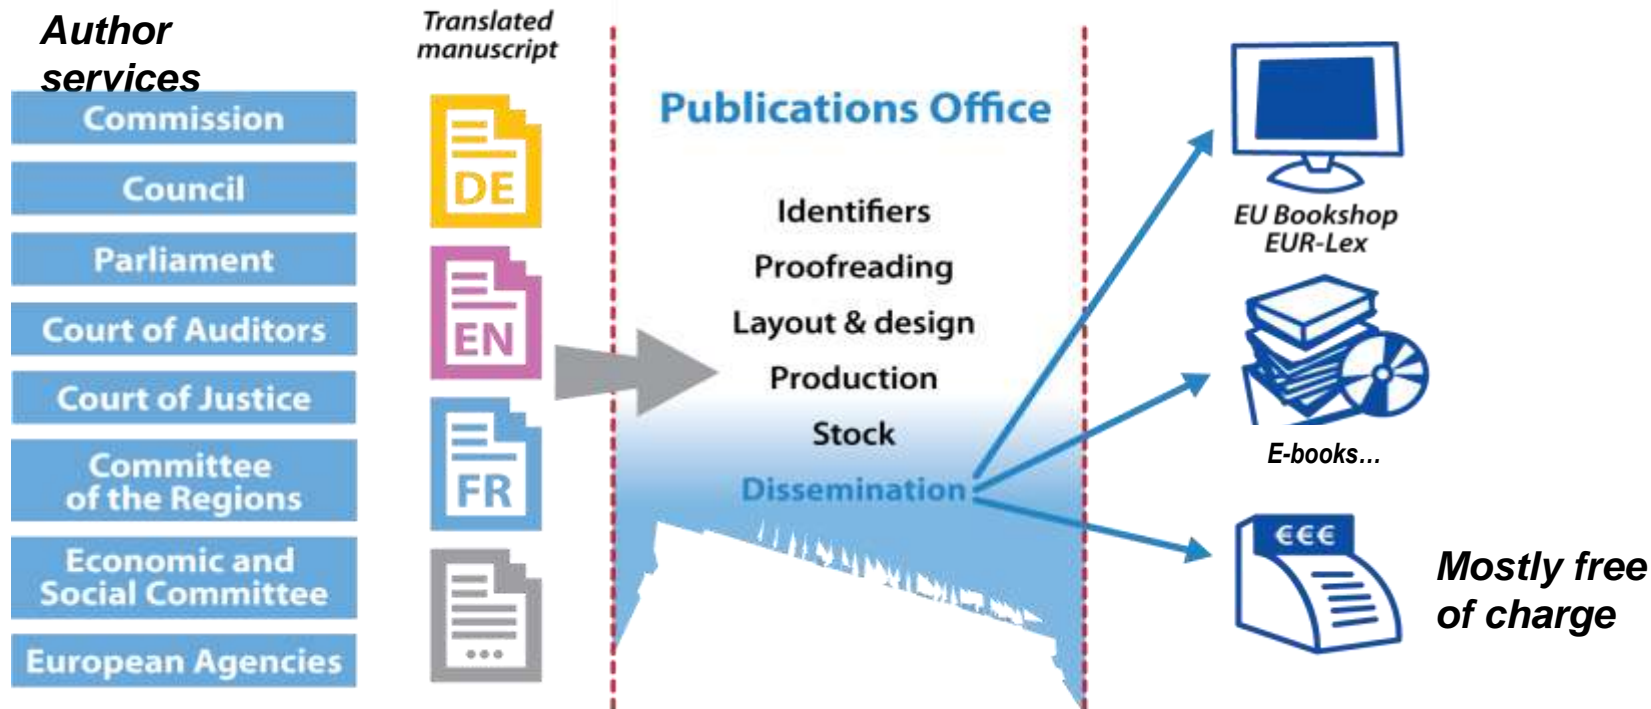 Author
services
Commission
Council
Parliament
Court of Auditors
Court of Justice
Committee
of the Regions
Economic and
Social Committee
European Agencies
Translated
manuscript
DE
EN
FR
...
Publications Office
Identifiers
Proofreading
Layout & design
Production
Stock
Dissemination
EU Bookshop
EUR-Lex
E-books…
€€€
Mostly free
of charge